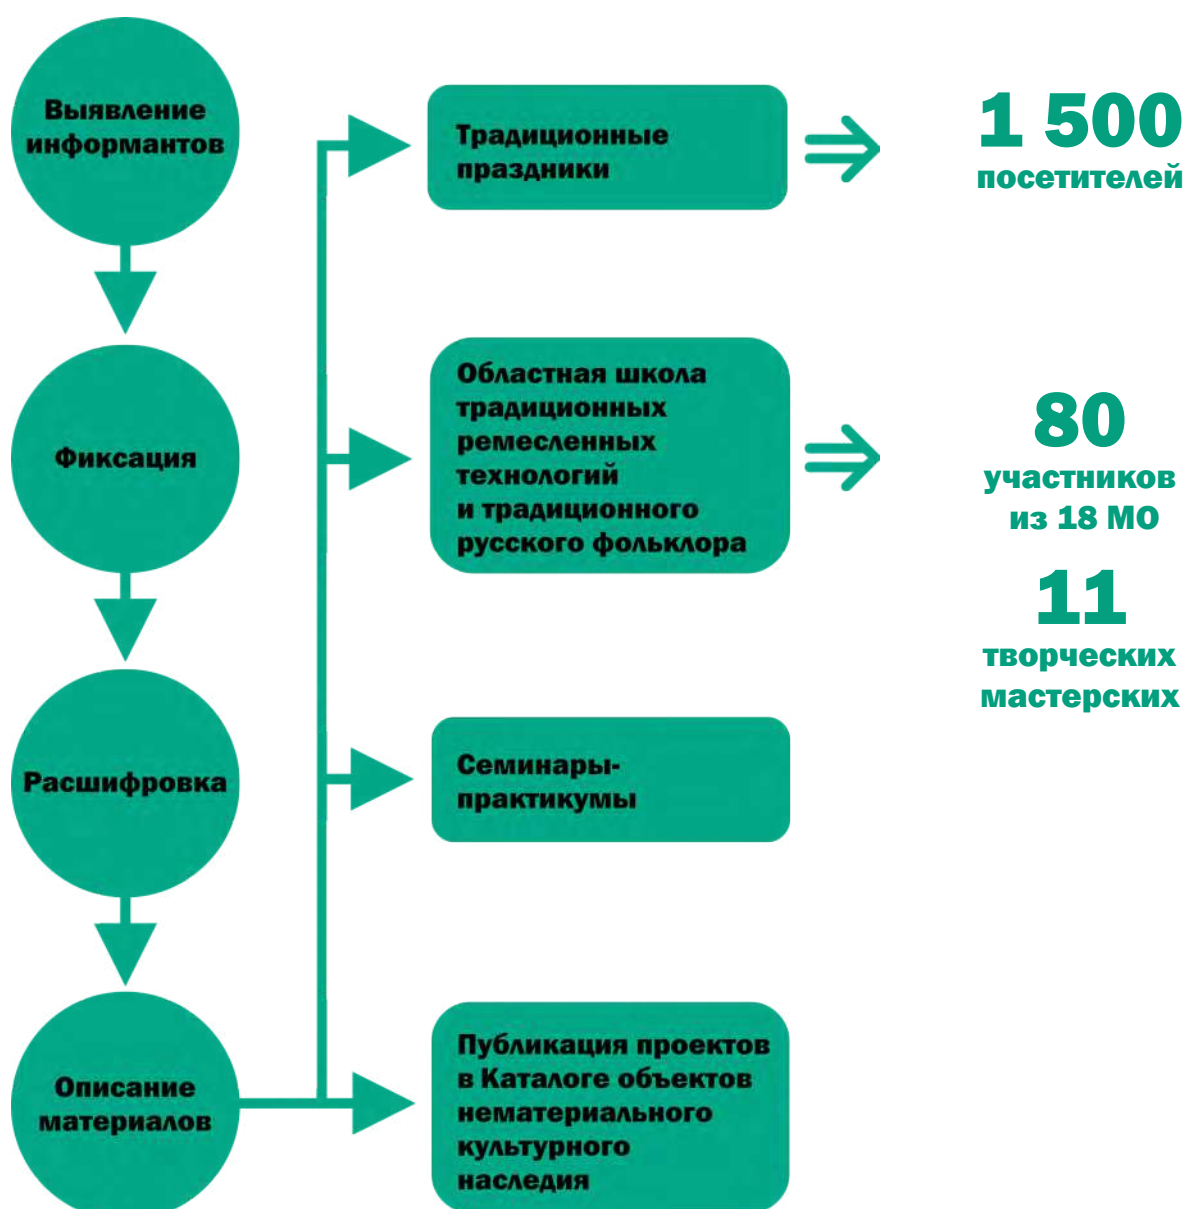 Выявление
информантов
Фиксация
Расшифровка
Описание
материалов
Традиционные
праздники
1 500
посетителей
Областная школа
традиционных
ремесленных
технологий
и традиционного
русского фольклора
80
участников
из 18 МО
11
творческих
мастерских
Семинары-
практикумы
Публикация проектов
в Каталоге объектов
нематериального
культурного
наследия